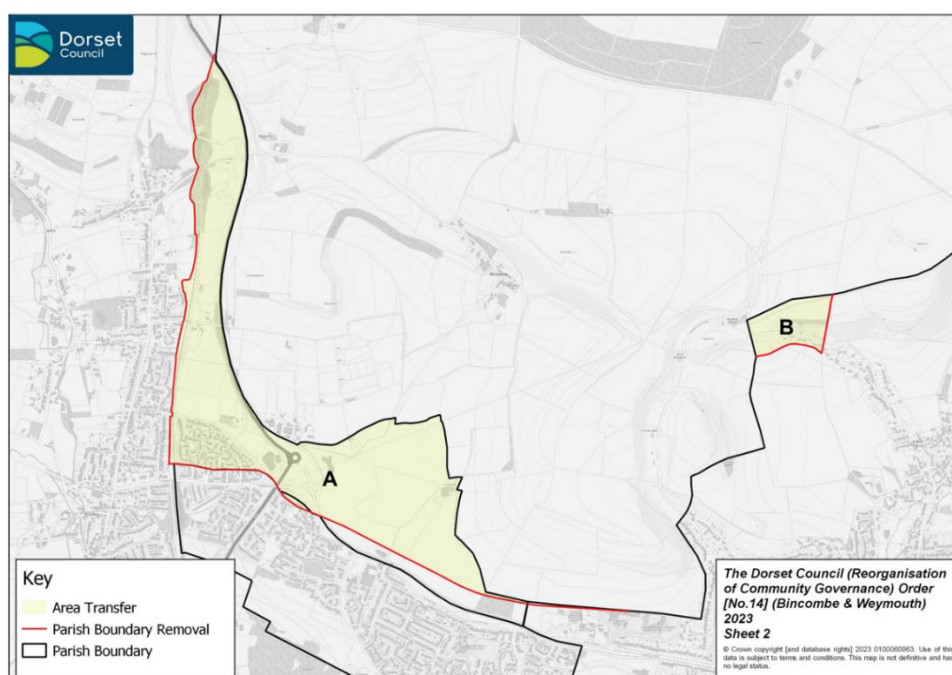 Dorset
Council
B
A
Key
Area Transfer
Parish Boundary Removal
Parish Boundary
The Dorset Council (Reorganisation
of Community Governance) Order
[No.14] (Bincombe & Weymouth)
2023
Sheet 2
© Crown copyright [and database rights] 2023 0100060963. Use of this
data is subject to terms and conditions. This map is not definitive and has
no legal status.